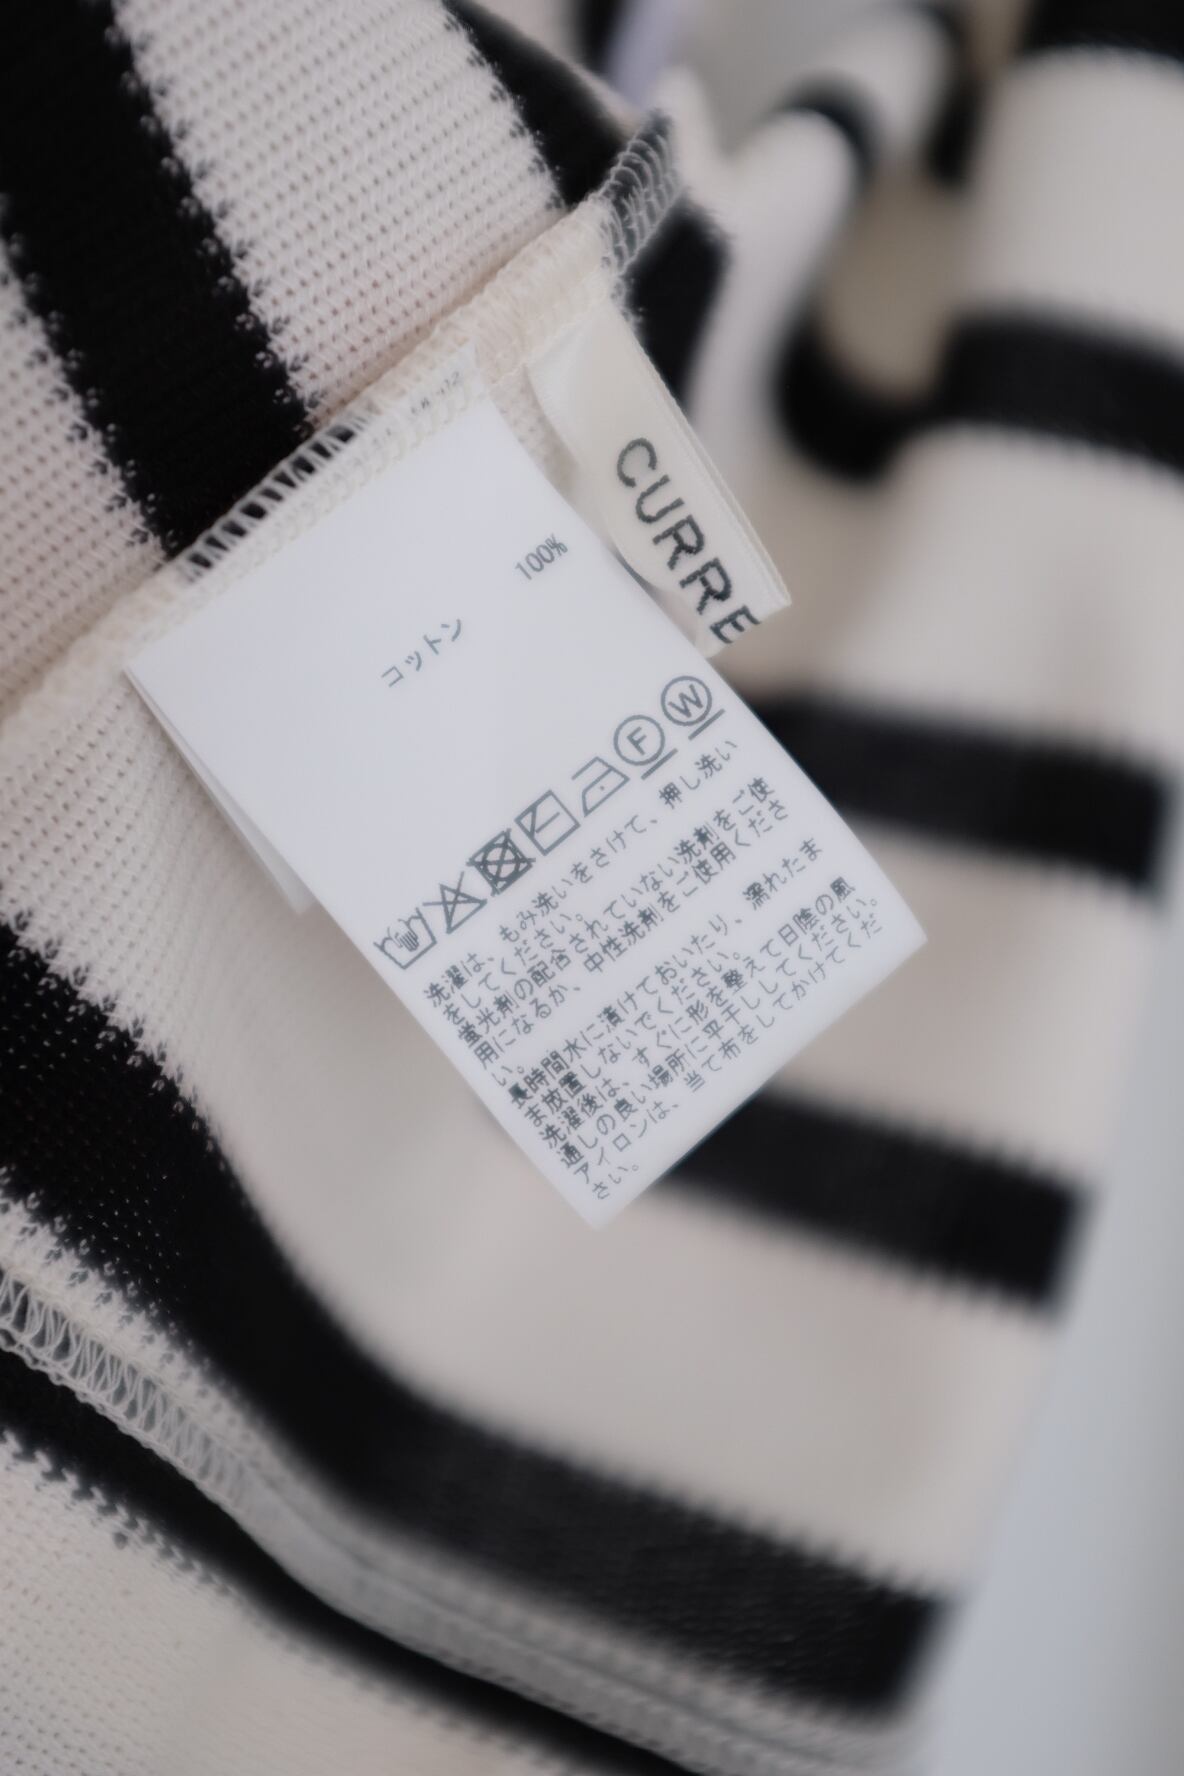 CURRE
コットン 100%
F W
洗濯は、もみ洗いをさけて、押し洗い
をしてください。
蛍光剤の配合されていない洗剤をご使
用になるか、中性洗剤をご使用くださ
い。
長時間水に漬けておいたり、濡れたま
ま放置しないでください。
洗濯後は、すぐに形を整えて日陰の風
通しの良い場所に平干ししてください。
アイロンは、当て布をしてかけてくだ
さい。